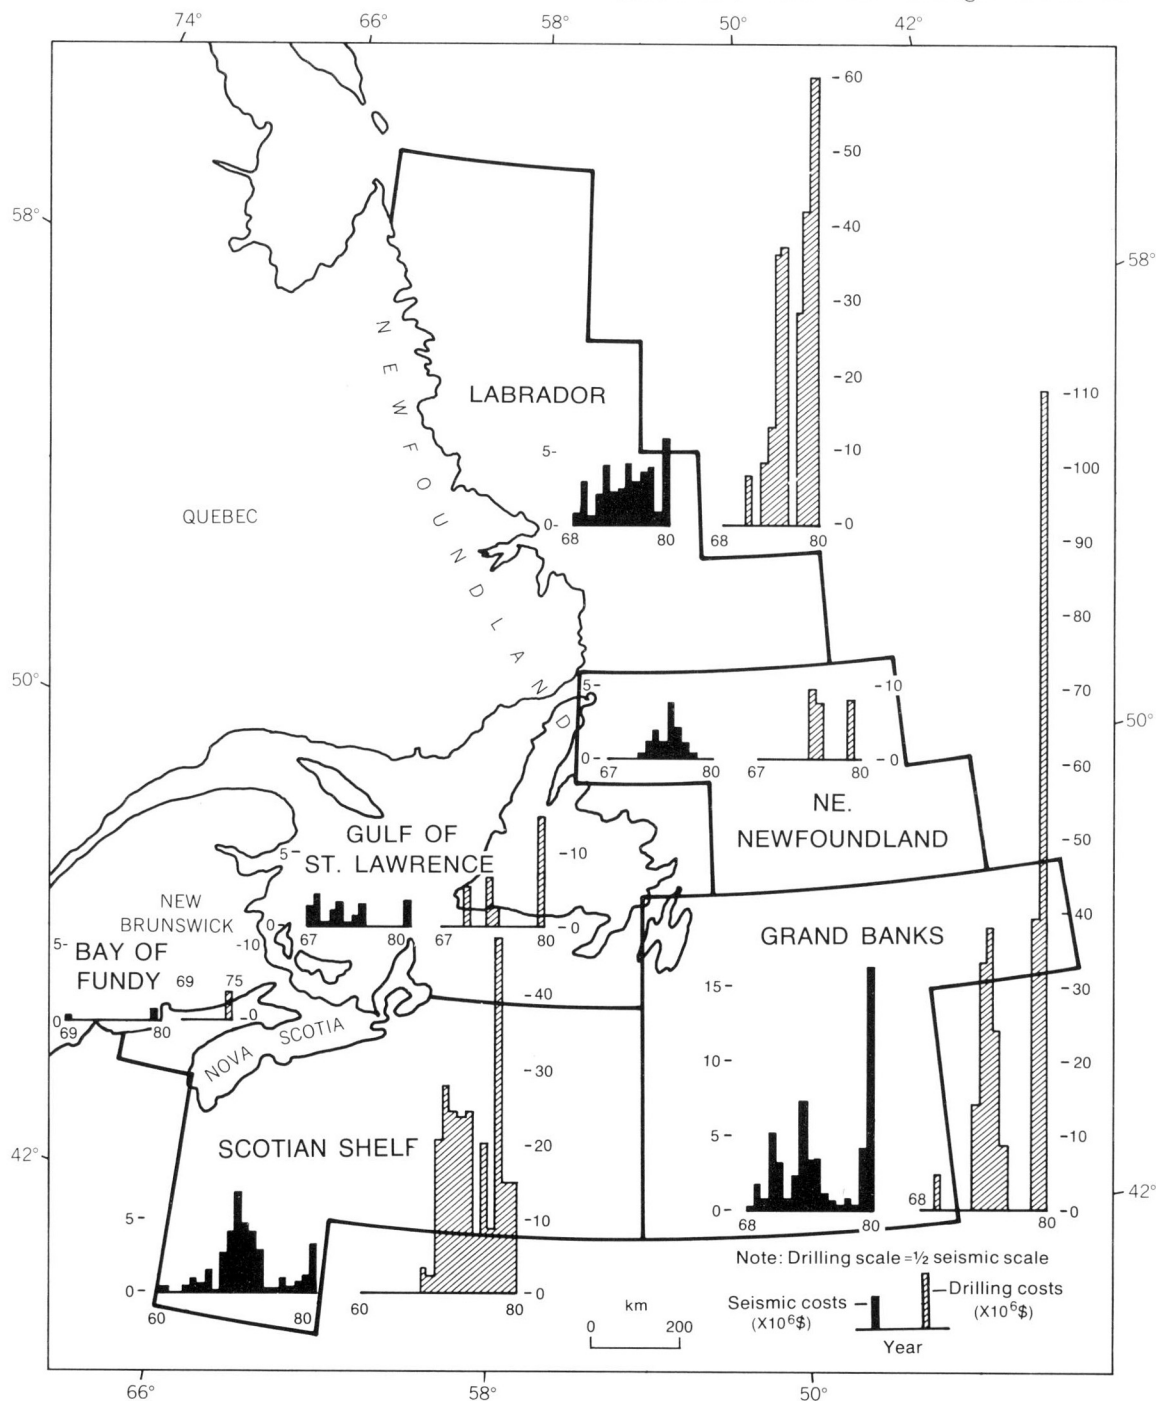 74° 66° 58° 50° 42°
58°
58°
50°
50°
42°
42°
66° 58° 50°
NEWFOUNDLAND
QUEBEC
LABRADOR
5-
0-
68 80
-60
-50
-40
-30
-20
-10
-0
68 80
5-
0-
67 80
-10
-0
67 80
NE.
NEWFOUNDLAND
GULF OF
ST. LAWRENCE
5-
0-
67 80
-10
-0
67 80
NEW
BRUNSWICK
BAY OF
FUNDY
5-
0
69 80
69 75
-10
-0
NOVA SCOTIA
SCOTIAN SHELF
5-
0-
60 80
-40
-30
-20
-10
-0
60 80
GRAND BANKS
15-
10-
5-
0-
68 80
-110
-100
-90
-80
-70
-60
-50
-40
-30
-20
-10
-0
68 80
Note: Drilling scale =½ seismic scale
km
0 200
Seismic costs
(X10⁶$)
Drilling costs
(X10⁶$)
Year